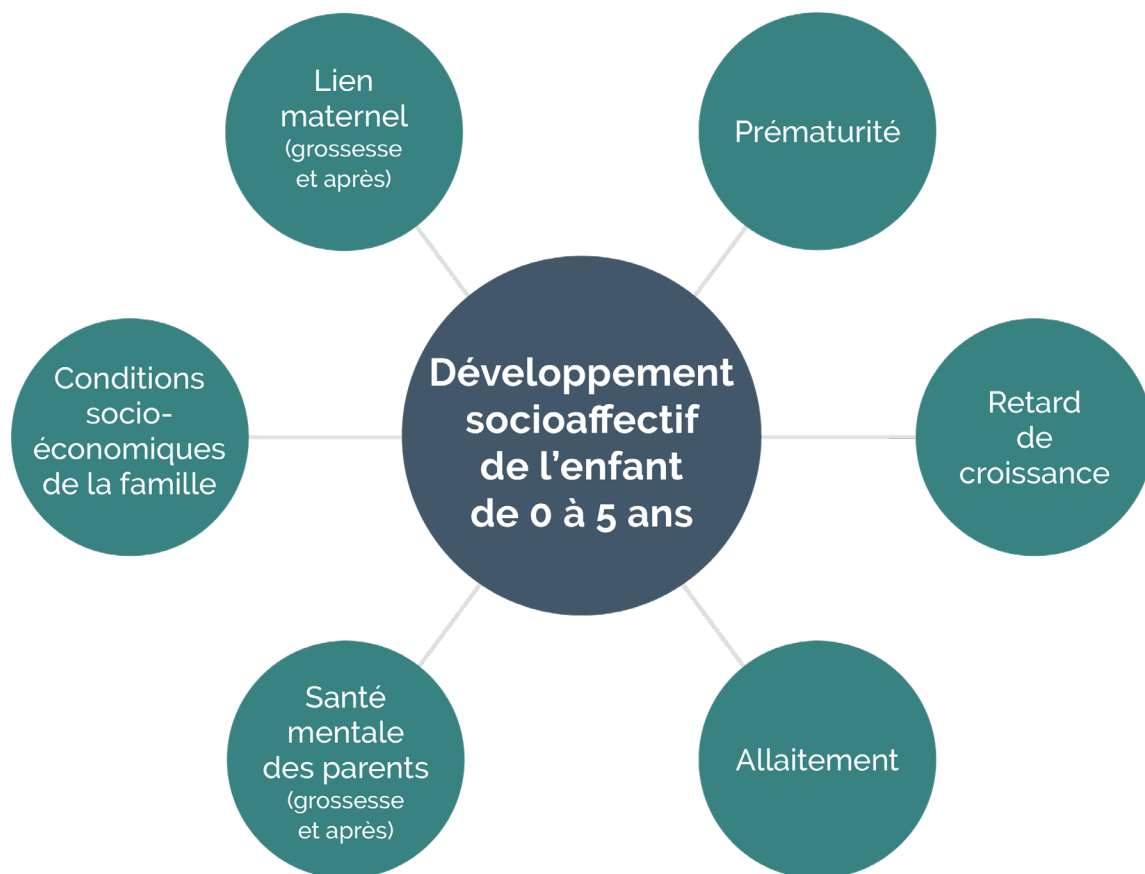 Lien
maternel
(grossesse
et après)
Prématurité
Conditions
socio-
économiques
de la famille
Développement
socioaffectif
de l'enfant
de 0 à 5 ans
Retard
de
croissance
Santé
mentale
des parents
(grossesse
et après)
Allaitement